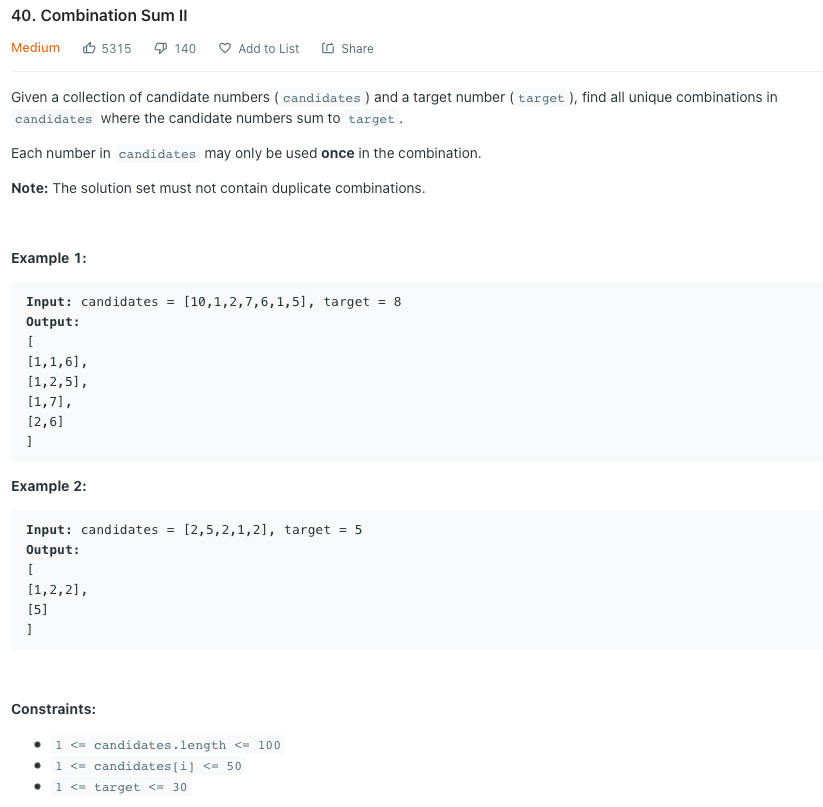 40. Combination Sum II
Medium 5315 140 Add to List Share
Given a collection of candidate numbers ( candidates ) and a target number ( target ), find all unique combinations in
candidates where the candidate numbers sum to target .
Each number in candidates may only be used once in the combination.
Note: The solution set must not contain duplicate combinations.
Example 1:
Input: candidates = [10,1,2,7,6,1,5], target = 8
Output:
[
[1,1,6],
[1,2,5],
[1,7],
[2,6]
]
Example 2:
Input: candidates = [2,5,2,1,2], target = 5
Output:
[
[1,2,2],
[5]
]
Constraints:
1 <= candidates.length <= 100
1 <= candidates[i] <= 50
1 <= target <= 30